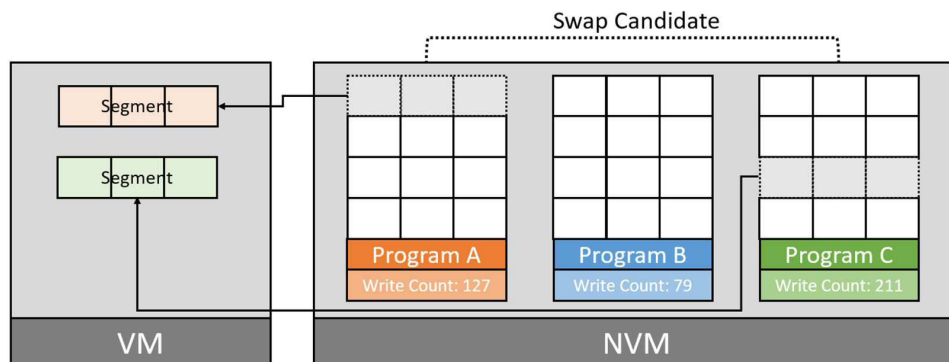 Swap Candidate
Segment
Segment
Program A
Write Count: 127
Program B
Write Count: 79
Program C
Write Count: 211
VM
NVM